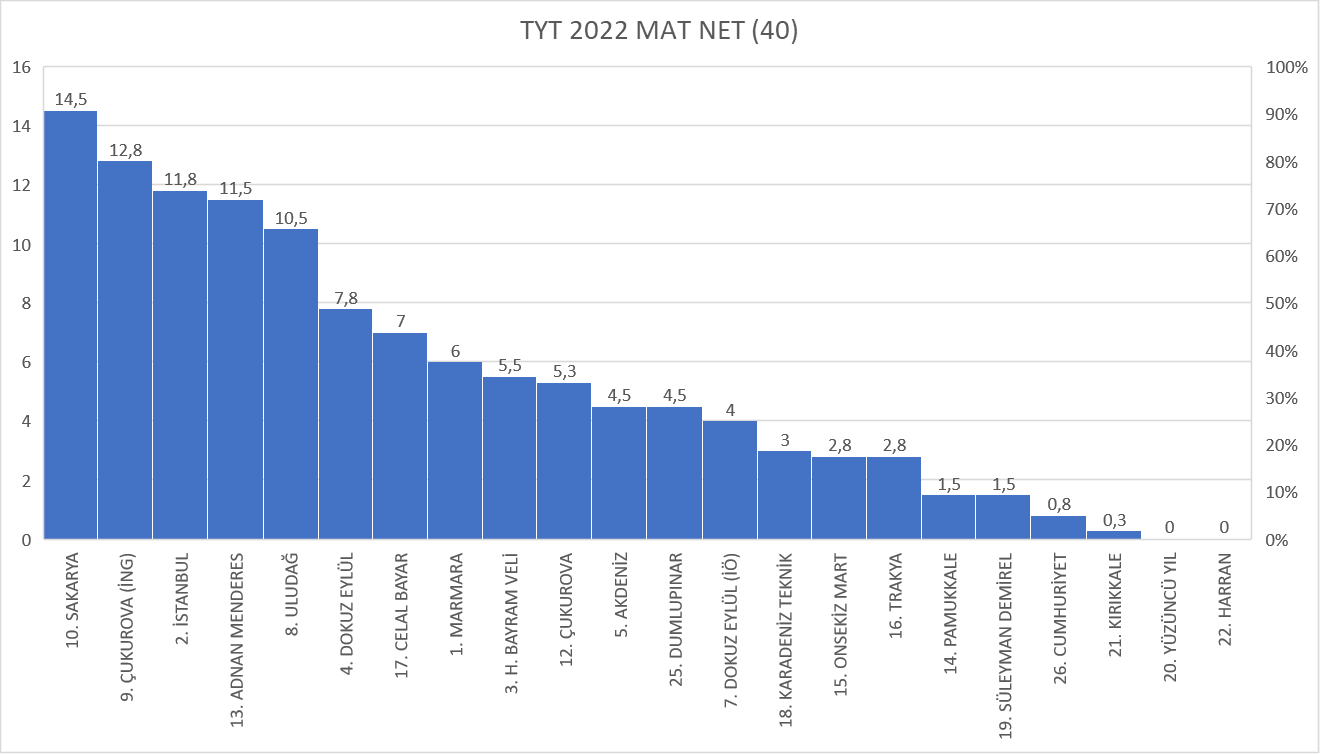 TYT 2022 MAT NET (40)
16
14
12
10
8
6
4
2
0
100%
90%
80%
70%
60%
50%
40%
30%
20%
10%
0%
14,5
12,8
11,8
11,5
10,5
7,8
7
6
5,5
5,3
4,5
4,5
4
3
2,8
2,8
1,5
1,5
0,8
0,3
0
0
10. SAKARYA
9. ÇUKUROVA (İNG)
2. İSTANBUL
13. ADNAN MENDERES
8. ULUDAĞ
4. DOKUZ EYLÜL
17. CELAL BAYAR
1. MARMARA
3. H. BAYRAM VELİ
12. ÇUKUROVA
5. AKDENİZ
25. DUMLUPINAR
7. DOKUZ EYLÜL (İÖ)
18. KARADENİZ TEKNİK
15. ONSEKİZ MART
16. TRAKYA
14. PAMUKKALE
19. SÜLEYMAN DEMİREL
26. CUMHURİYET
21. KIRIKKALE
20. YÜZÜNCÜ YIL
22. HARRAN